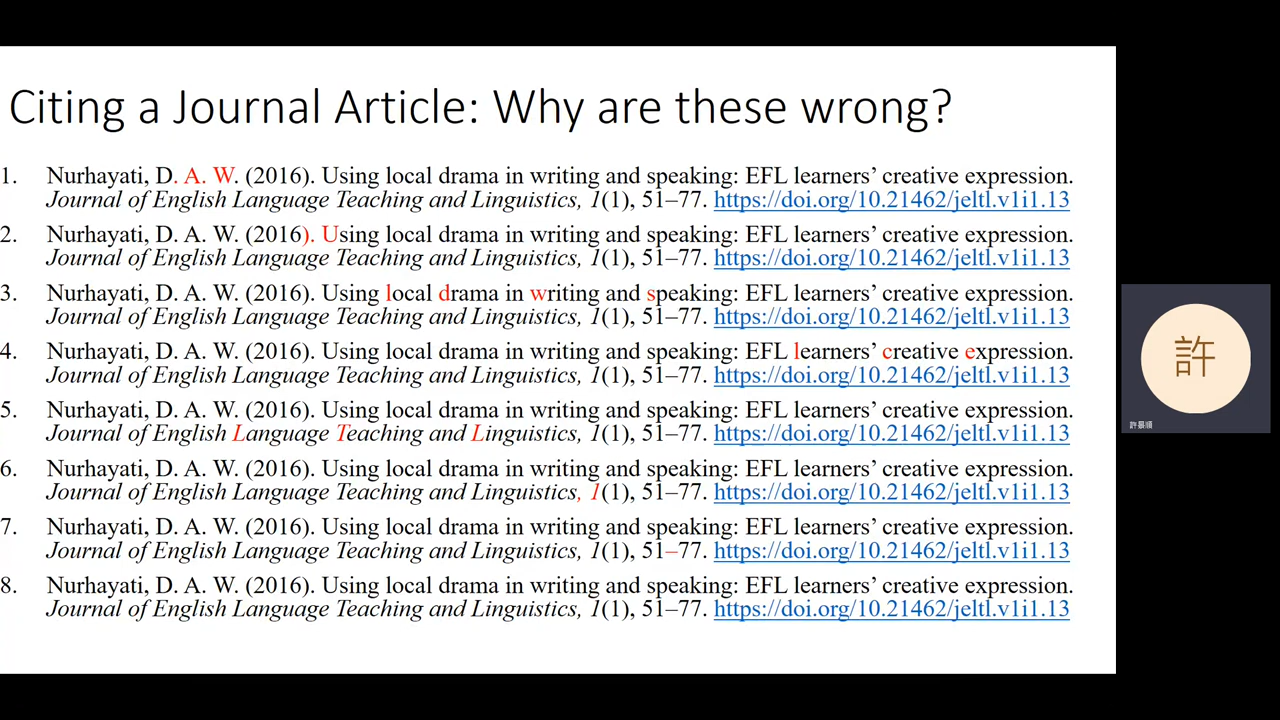 Citing a Journal Article: Why are these wrong?
1. Nurhayati, D. A. W. (2016). Using local drama in writing and speaking: EFL learners’ creative expression.
Journal of English Language Teaching and Linguistics, 1(1), 51–77. https://doi.org/10.21462/jeltl.v1i1.13
2. Nurhayati, D. A. W. (2016). Using local drama in writing and speaking: EFL learners’ creative expression.
Journal of English Language Teaching and Linguistics, 1(1), 51–77. https://doi.org/10.21462/jeltl.v1i1.13
3. Nurhayati, D. A. W. (2016). Using local drama in writing and speaking: EFL learners’ creative expression.
Journal of English Language Teaching and Linguistics, 1(1), 51–77. https://doi.org/10.21462/jeltl.v1i1.13
4. Nurhayati, D. A. W. (2016). Using local drama in writing and speaking: EFL learners’ creative expression.
Journal of English Language Teaching and Linguistics, 1(1), 51–77. https://doi.org/10.21462/jeltl.v1i1.13
5. Nurhayati, D. A. W. (2016). Using local drama in writing and speaking: EFL learners’ creative expression.
Journal of English Language Teaching and Linguistics, 1(1), 51–77. https://doi.org/10.21462/jeltl.v1i1.13
6. Nurhayati, D. A. W. (2016). Using local drama in writing and speaking: EFL learners’ creative expression.
Journal of English Language Teaching and Linguistics, 1(1), 51–77. https://doi.org/10.21462/jeltl.v1i1.13
7. Nurhayati, D. A. W. (2016). Using local drama in writing and speaking: EFL learners’ creative expression.
Journal of English Language Teaching and Linguistics, 1(1), 51–77. https://doi.org/10.21462/jeltl.v1i1.13
8. Nurhayati, D. A. W. (2016). Using local drama in writing and speaking: EFL learners’ creative expression.
Journal of English Language Teaching and Linguistics, 1(1), 51–77. https://doi.org/10.21462/jeltl.v1i1.13
許
許景順